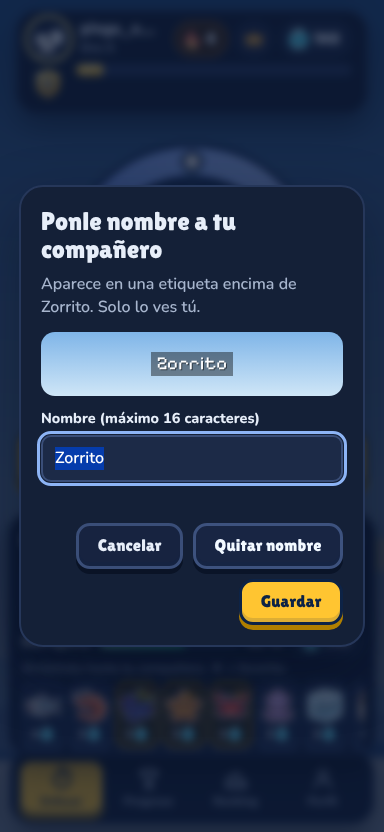 Ponle nombre a tu
compañero
Aparece en una etiqueta encima de
Zorrito. Solo lo ves tú.
Zorrito
Nombre (máximo 16 caracteres)
Zorrito
Cancelar
Quitar nombre
Guardar